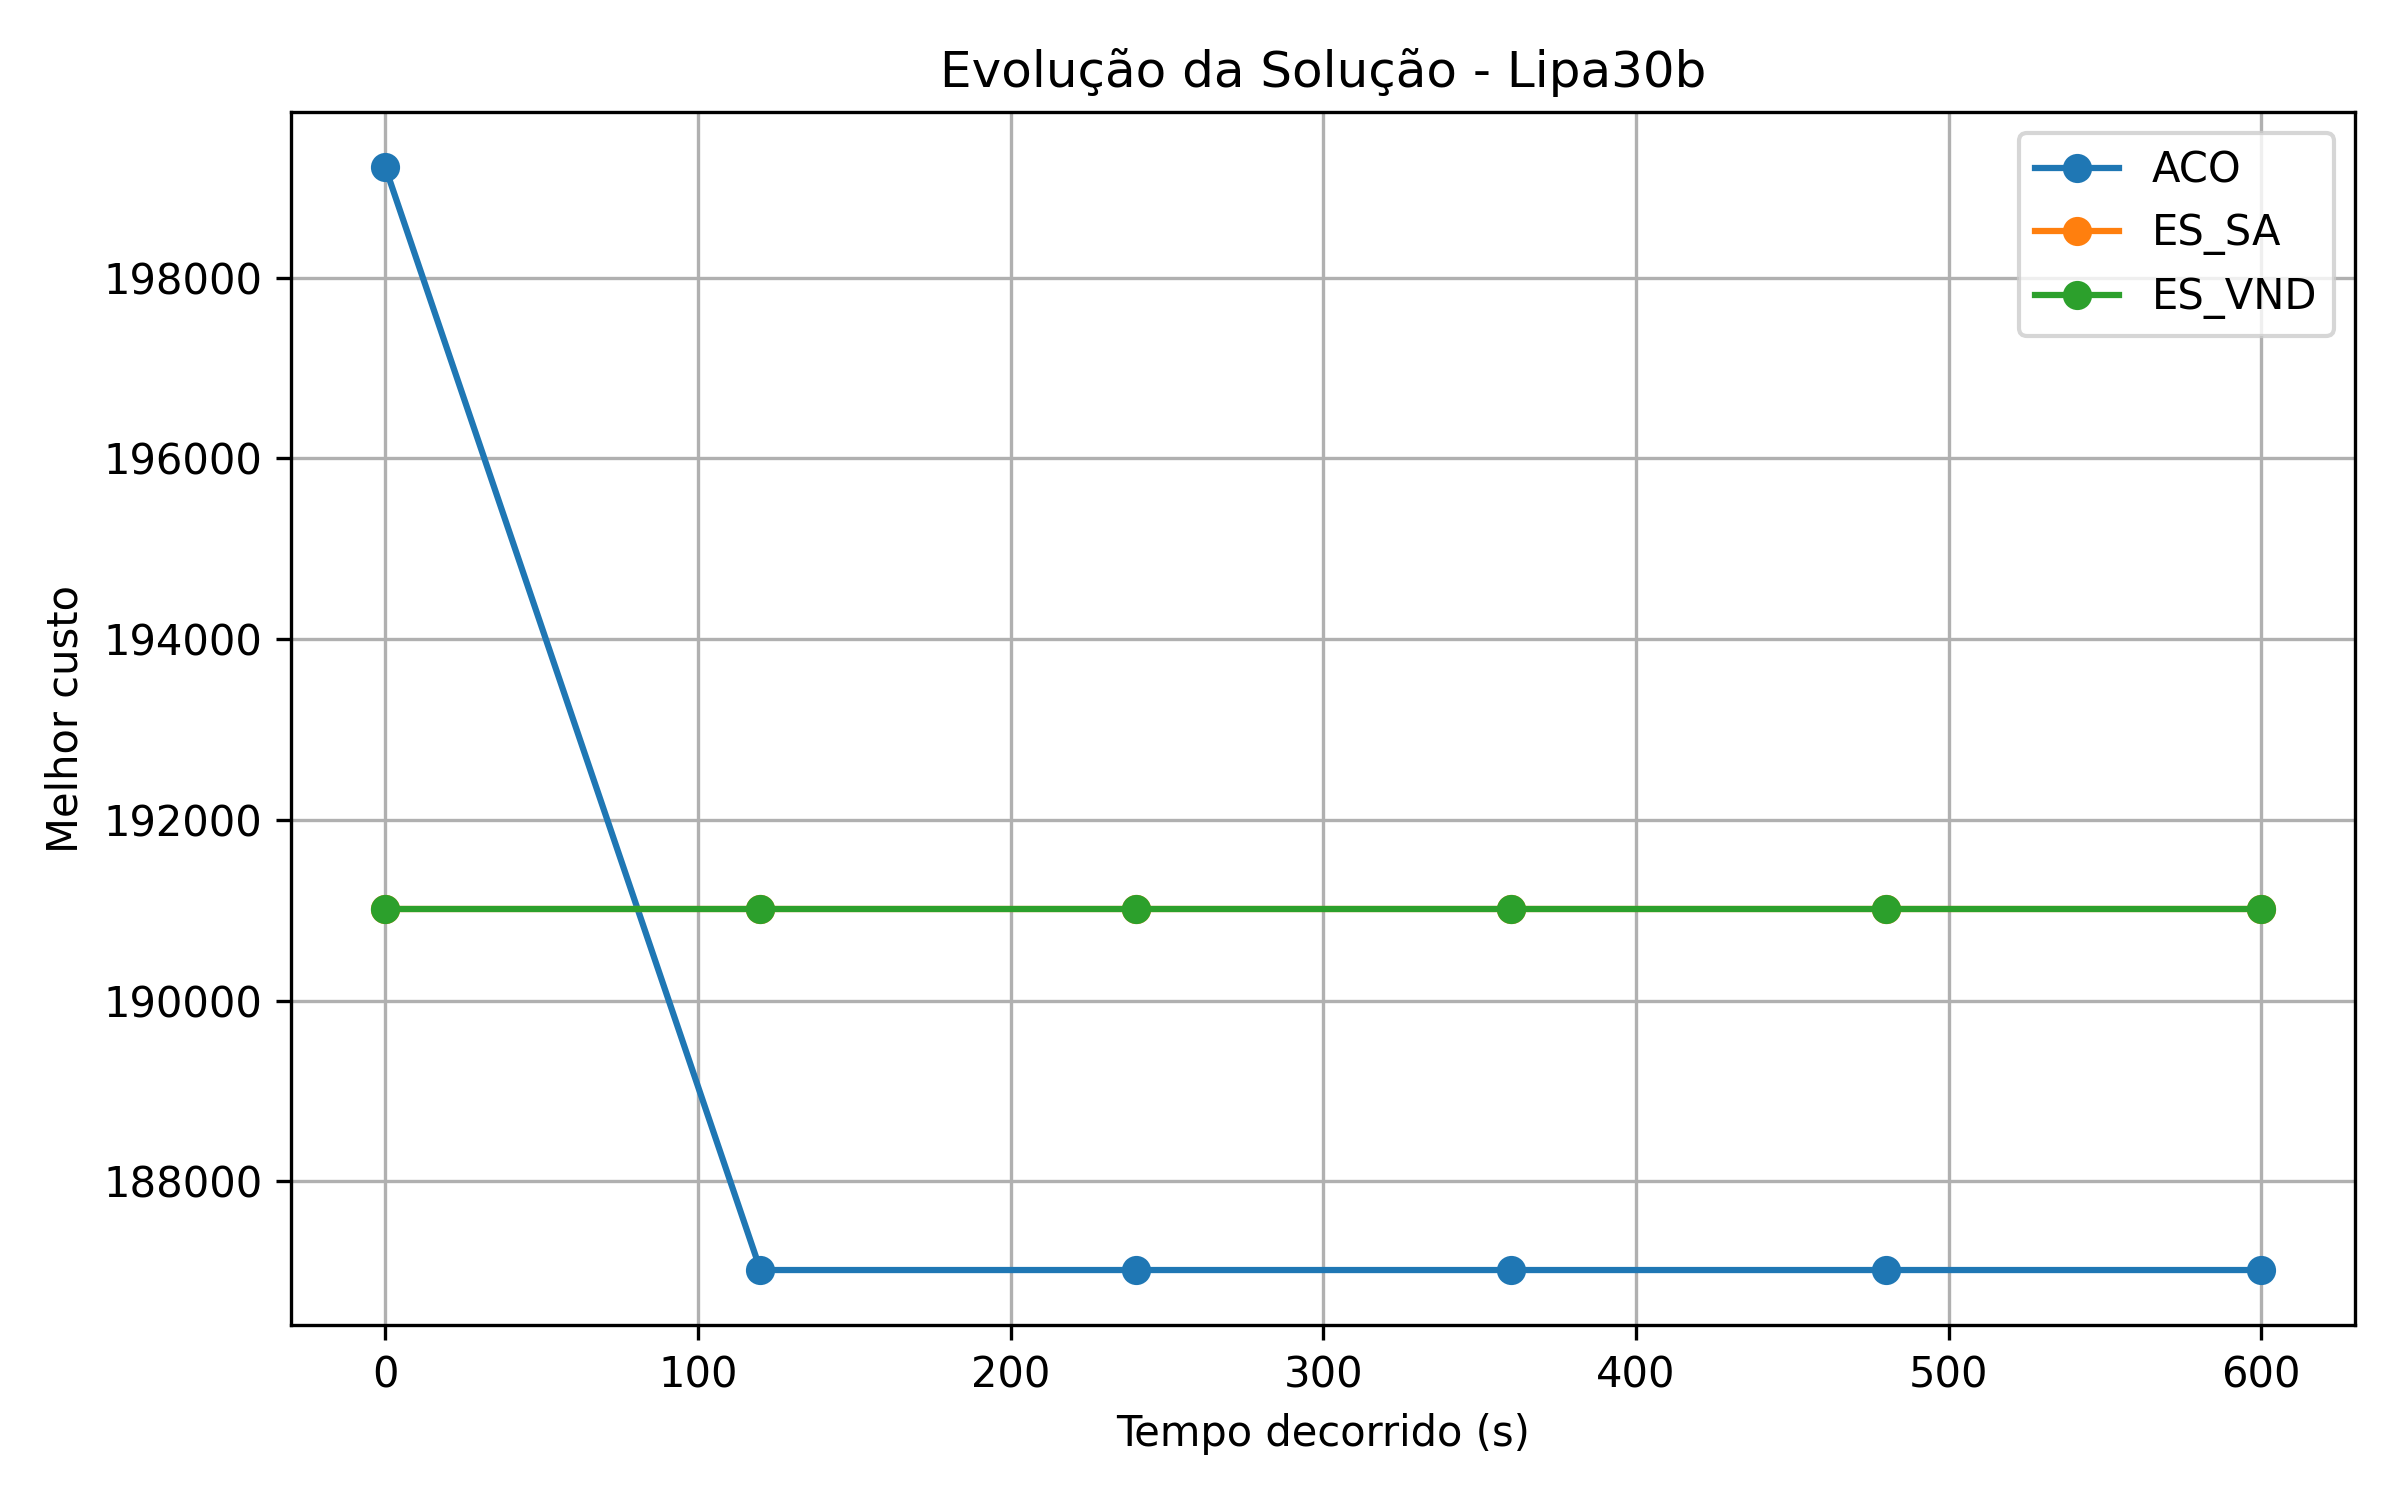 Evolução da Solução - Lipa30b
ACO
ES_SA
ES_VND
Melhor custo
198000
196000
194000
192000
190000
188000
0 100 200 300 400 500 600
Tempo decorrido (s)